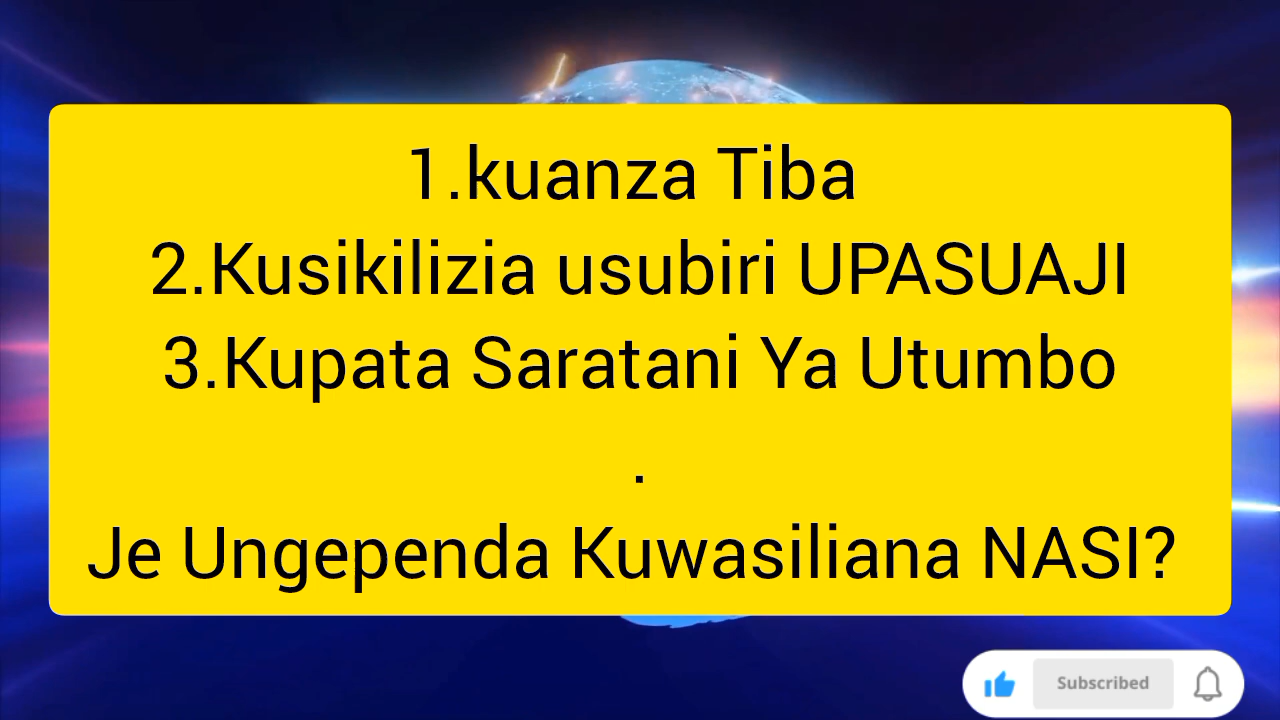 1.kuanza Tiba
2.Kusikilizia usubiri UPASUAJI
3.Kupata Saratani Ya Utumbo
.
Je Ungependa Kuwasiliana NASI?
Subscribed